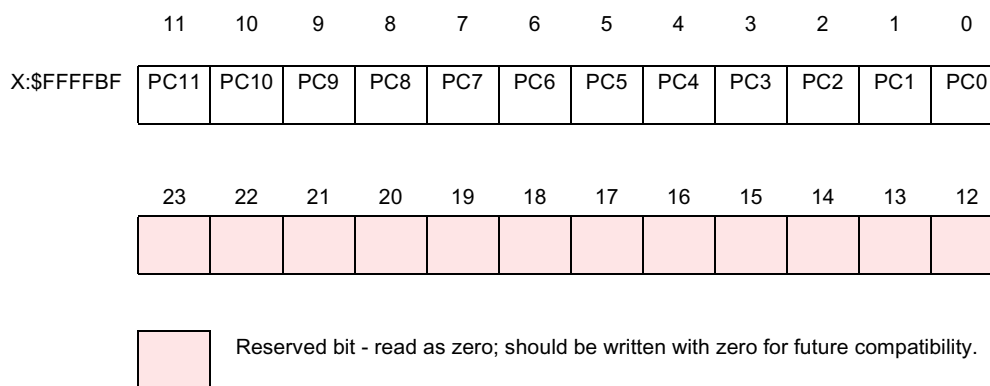 11 10 9 8 7 6 5 4 3 2 1 0
X:$FFFFBF PC11 PC10 PC9 PC8 PC7 PC6 PC5 PC4 PC3 PC2 PC1 PC0
23 22 21 20 19 18 17 16 15 14 13 12
Reserved bit - read as zero; should be written with zero for future compatibility.